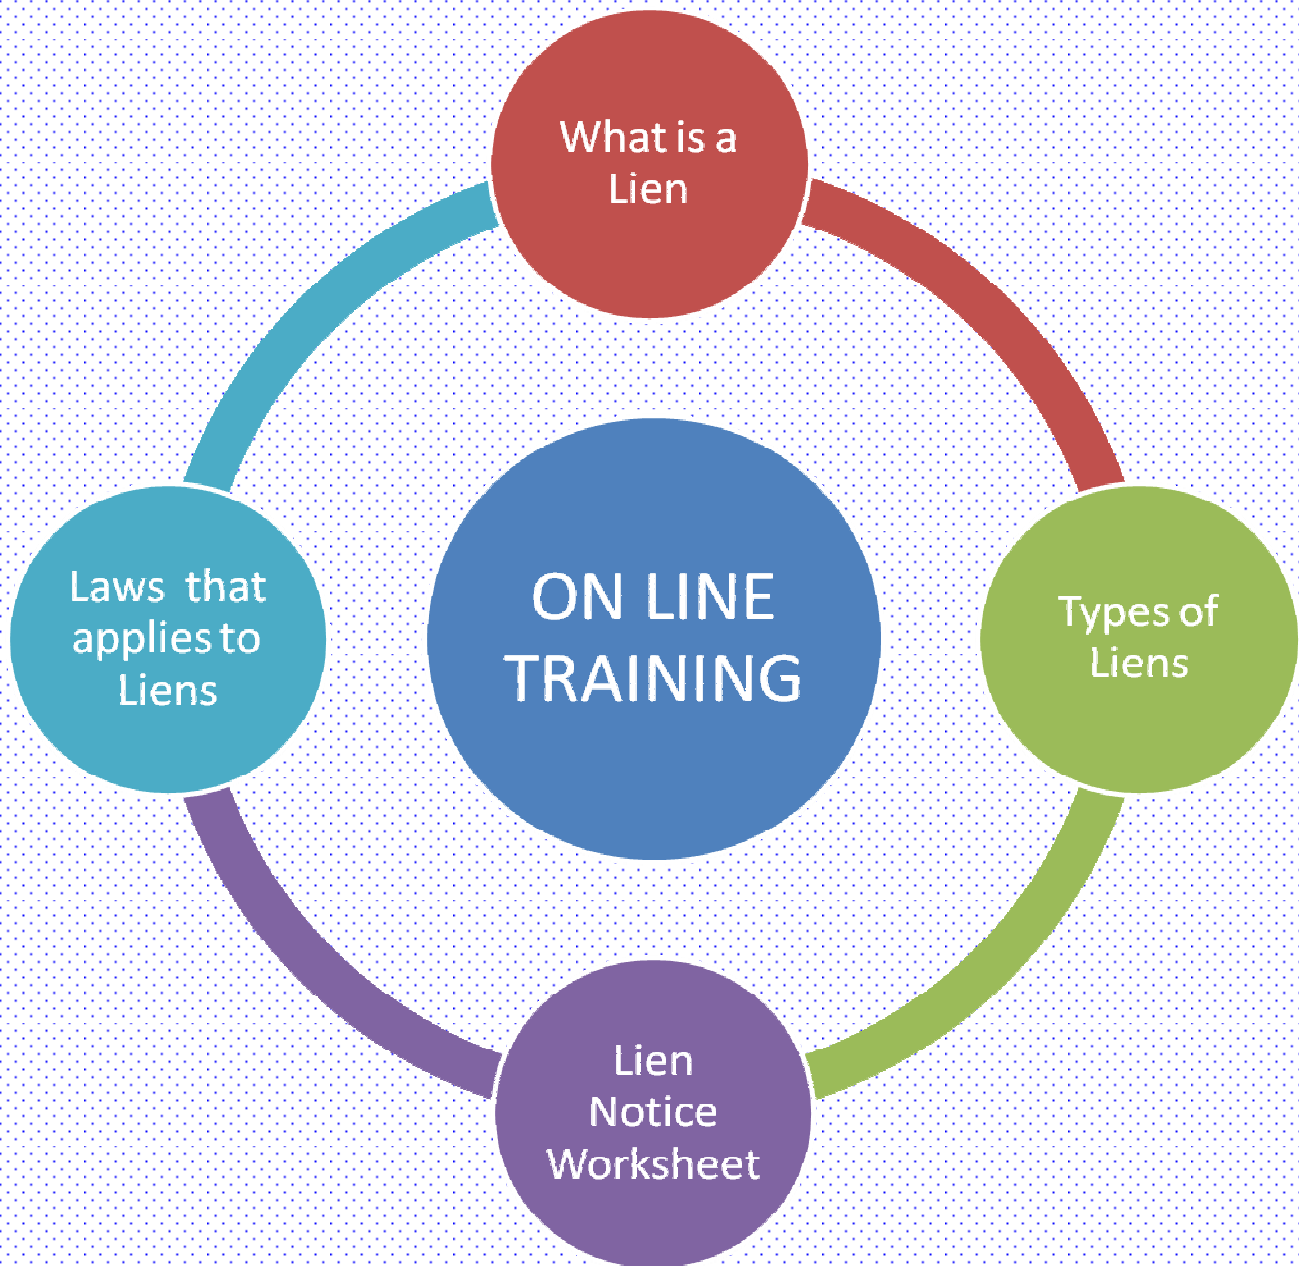 What is a
Lien
Laws that
applies to
Liens
ON LINE
TRAINING
Types of
Liens
Lien
Notice
Worksheet